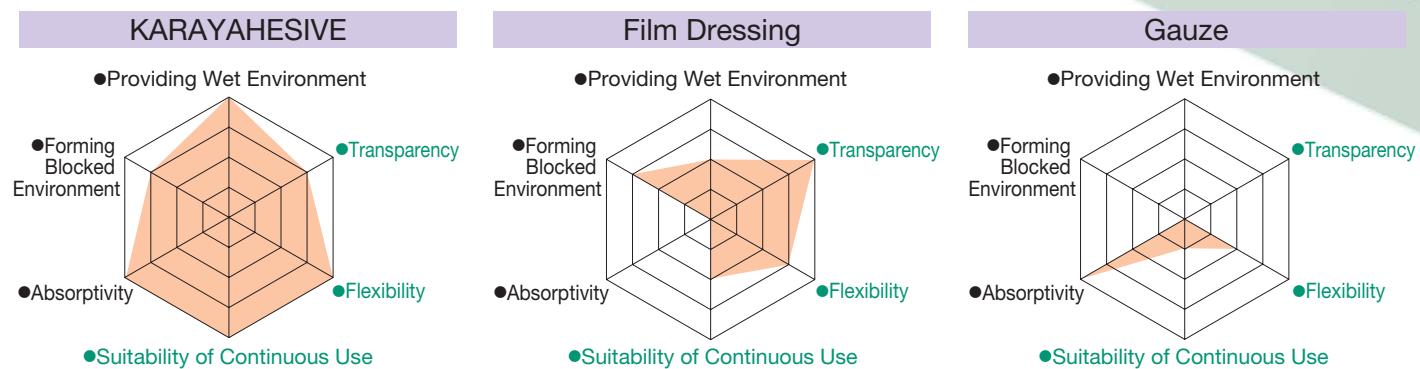 KARAYAHESIVE
●Providing Wet Environment
●Forming
Blocked
Environment
●Transparency
●Absorptivity
●Flexibility
●Suitability of Continuous Use
Film Dressing
●Providing Wet Environment
●Forming
Blocked
Environment
●Transparency
●Absorptivity
●Flexibility
●Suitability of Continuous Use
Gauze
●Providing Wet Environment
●Forming
Blocked
Environment
●Transparency
●Absorptivity
●Flexibility
●Suitability of Continuous Use